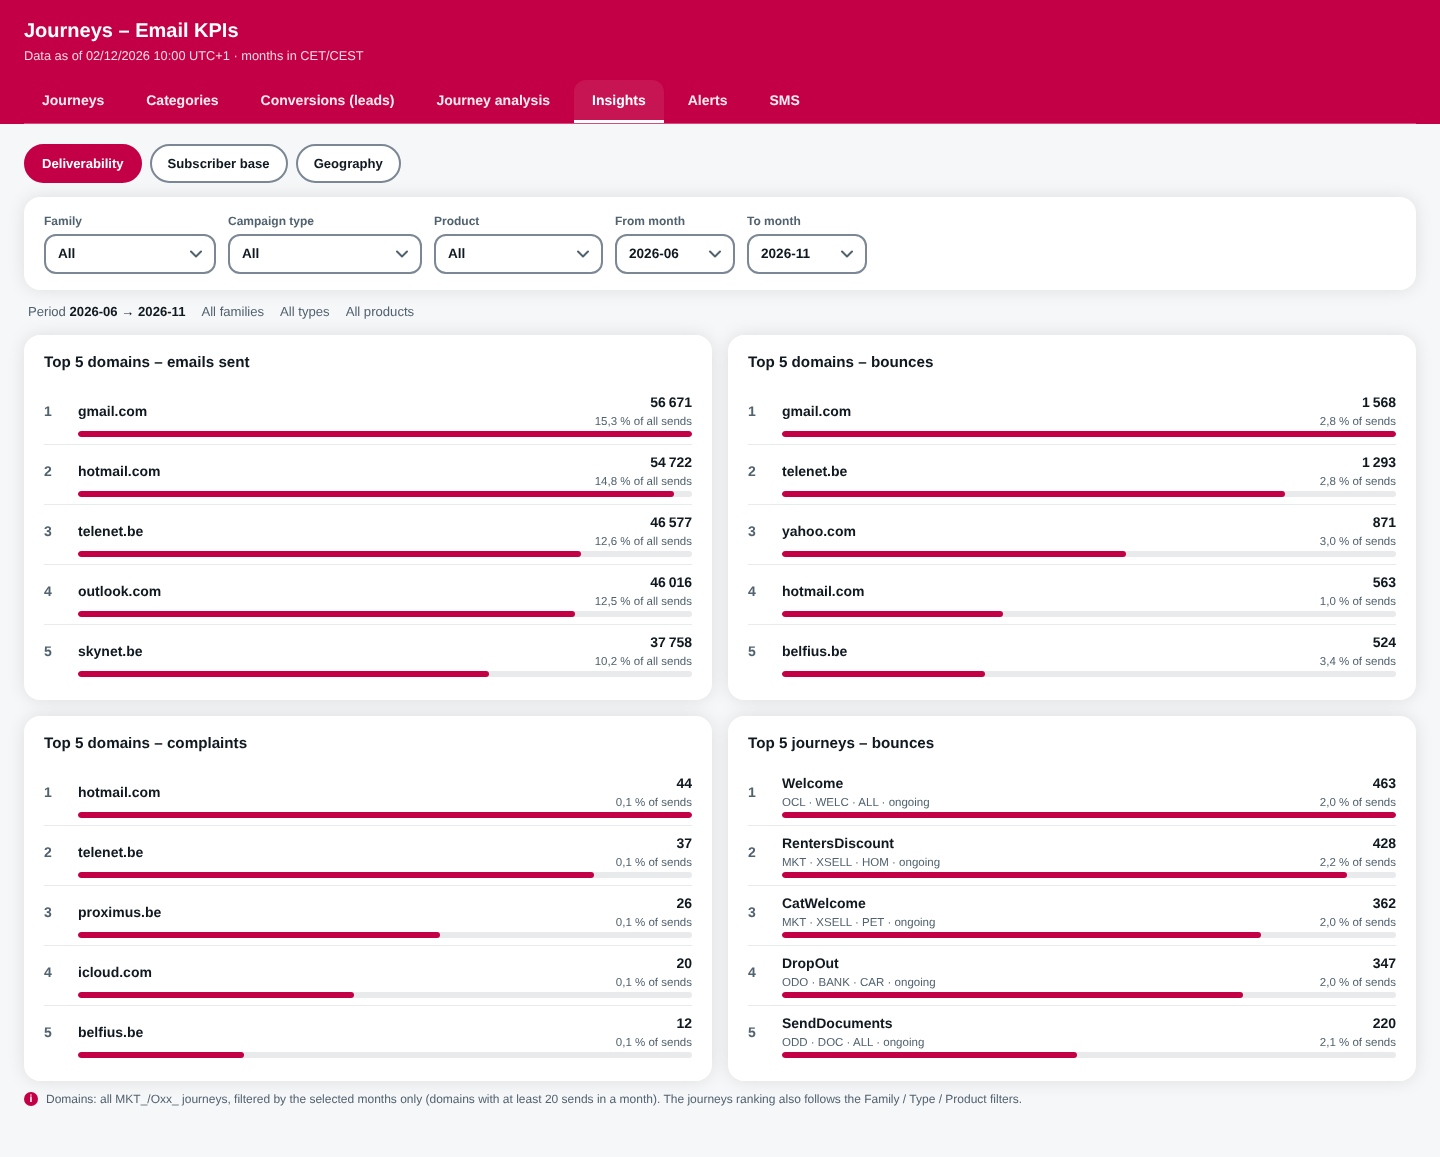 Journeys – Email KPIs
Data as of 02/12/2026 10:00 UTC+1 · months in CET/CEST
Journeys Categories Conversions (leads) Journey analysis Insights Alerts SMS
Deliverability Subscriber base Geography
Family Campaign type Product From month To month
All All All 2026-06 2026-11
Period 2026-06 → 2026-11 All families All types All products
Top 5 domains – emails sent
1 gmail.com 56 671
15,3 % of all sends
2 hotmail.com 54 722
14,8 % of all sends
3 telenet.be 46 577
12,6 % of all sends
4 outlook.com 46 016
12,5 % of all sends
5 skynet.be 37 758
10,2 % of all sends
Top 5 domains – bounces
1 gmail.com 1 568
2,8 % of sends
2 telenet.be 1 293
2,8 % of sends
3 yahoo.com 871
3,0 % of sends
4 hotmail.com 563
1,0 % of sends
5 belfius.be 524
3,4 % of sends
Top 5 domains – complaints
1 hotmail.com 44
0,1 % of sends
2 telenet.be 37
0,1 % of sends
3 proximus.be 26
0,1 % of sends
4 icloud.com 20
0,1 % of sends
5 belfius.be 12
0,1 % of sends
Top 5 journeys – bounces
1 Welcome 463
OCL · WELC · ALL · ongoing 2,0 % of sends
2 RentersDiscount 428
MKT · XSELL · HOM · ongoing 2,2 % of sends
3 CatWelcome 362
MKT · XSELL · PET · ongoing 2,0 % of sends
4 DropOut 347
ODO · BANK · CAR · ongoing 2,0 % of sends
5 SendDocuments 220
ODD · DOC · ALL · ongoing 2,1 % of sends
i Domains: all MKT_/Oxx_ journeys, filtered by the selected months only (domains with at least 20 sends in a month). The journeys ranking also follows the Family / Type / Product filters.